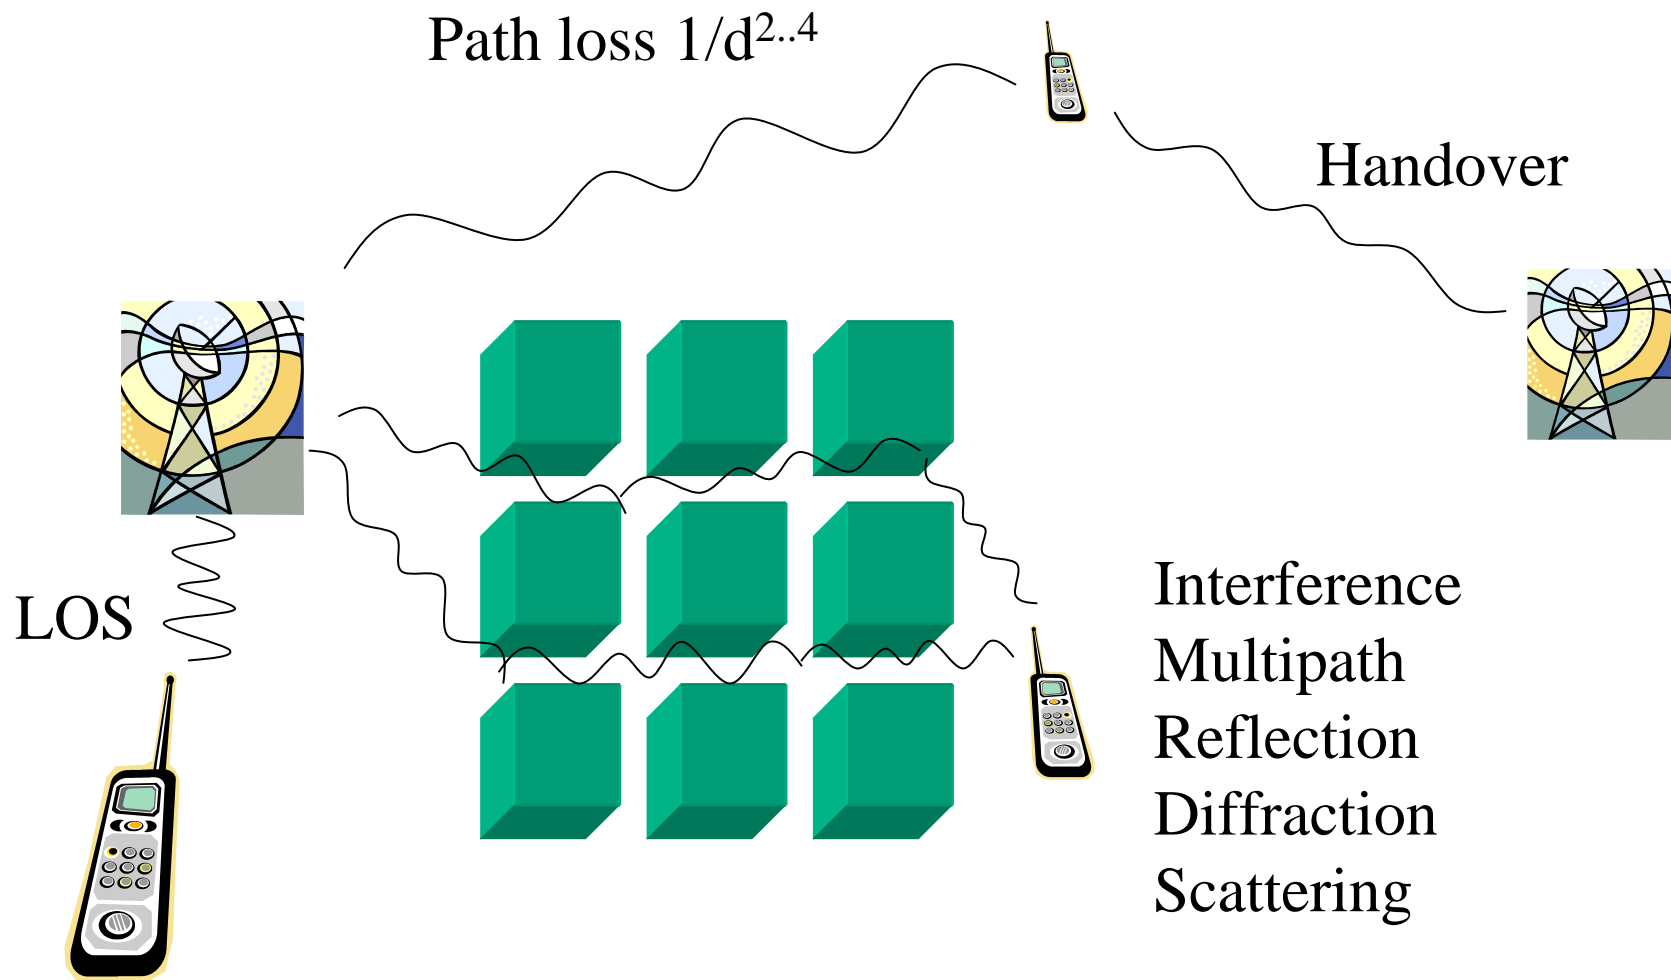 Path loss 1/d²··⁴
Handover
LOS
Interference
Multipath
Reflection
Diffraction
Scattering